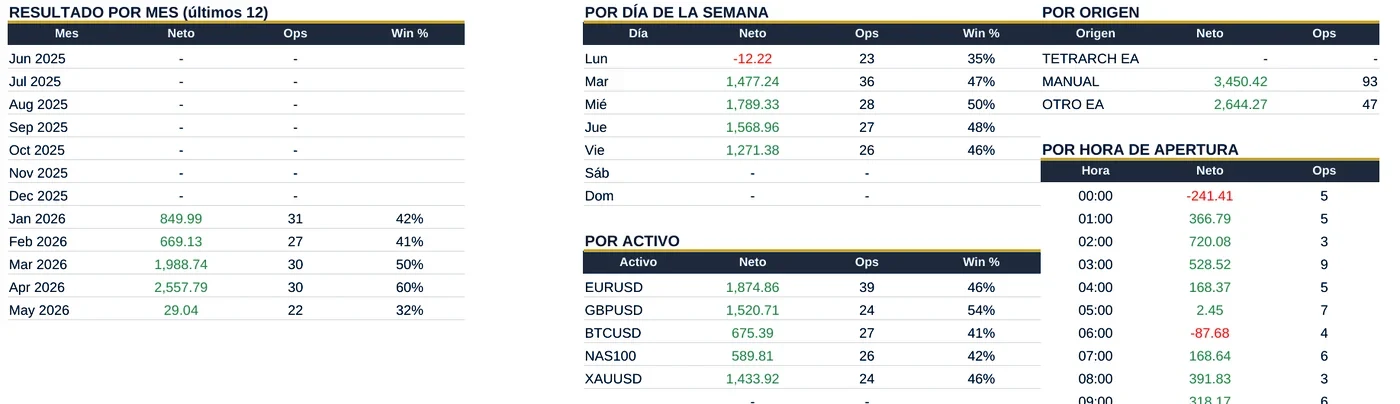 RESULTADO POR MES (últimos 12)
Mes Neto Ops Win %
Jun 2025 - -
Jul 2025 - -
Aug 2025 - -
Sep 2025 - -
Oct 2025 - -
Nov 2025 - -
Dec 2025 - -
Jan 2026 849.99 31 42%
Feb 2026 669.13 27 41%
Mar 2026 1,988.74 30 50%
Apr 2026 2,557.79 30 60%
May 2026 29.04 22 32%
POR DÍA DE LA SEMANA
Día Neto Ops Win %
Lun -12.22 23 35%
Mar 1,477.24 36 47%
Mié 1,789.33 28 50%
Jue 1,568.96 27 48%
Vie 1,271.38 26 46%
Sáb - -
Dom - -
POR ACTIVO
Activo Neto Ops Win %
EURUSD 1,874.86 39 46%
GBPUSD 1,520.71 24 54%
BTCUSD 675.39 27 41%
NAS100 589.81 26 42%
XAUUSD 1,433.92 24 46%
- -
POR ORIGEN
Origen Neto Ops
TETRARCH EA - -
MANUAL 3,450.42 93
OTRO EA 2,644.27 47
POR HORA DE APERTURA
Hora Neto Ops
00:00 -241.41 5
01:00 366.79 5
02:00 720.08 3
03:00 528.52 9
04:00 168.37 5
05:00 2.45 7
06:00 -87.68 4
07:00 168.64 6
08:00 391.83 3
09:00 318.17 6